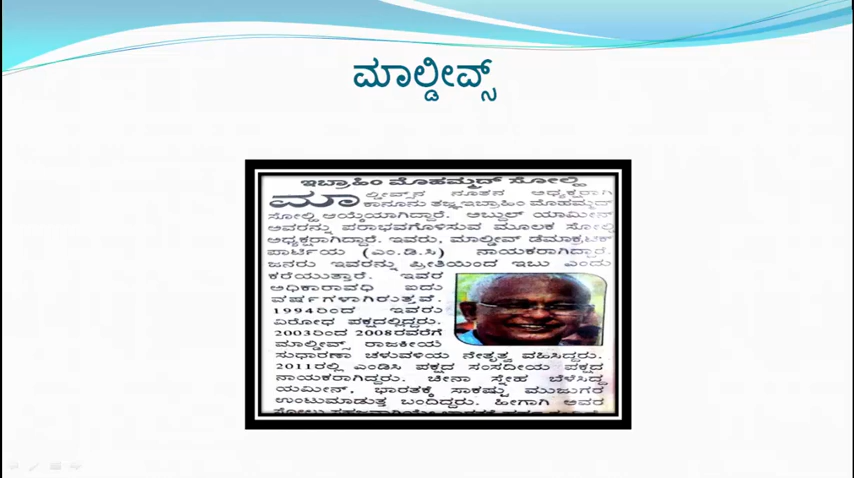 ಮಾಲ್ಡೀವ್ಸ್
ಇಬ್ರಾಹಿಂ ಮೊಹಮ್ಮದ್ ಸೋಲ್ಹಿ
ಮಾಲ್ಡೀವ್ಸ್‌ನ ನೂತನ ಅಧ್ಯಕ್ಷರಾಗಿ
ಕಾನೂನು ತಜ್ಞ ಇಬ್ರಾಹಿಂ ಮೊಹಮ್ಮದ್
ಸೋಲ್ಹಿ ಆಯ್ಕೆಯಾಗಿದ್ದಾರೆ. ಅಬ್ದುಲ್ ಯಾಮೀನ್
ಅವರನ್ನು ಪರಾಭವಗೊಳಿಸುವ ಮೂಲಕ ಸೋಲ್ಹಿ
ಅಧ್ಯಕ್ಷರಾಗಿದ್ದಾರೆ. ಇವರು, ಮಾಲ್ಡೀವ್ ಡೆಮಾಕ್ರಟಿಕ್
ಪಾರ್ಟಿಯ (ಎಂ.ಡಿ.ಸಿ) ನಾಯಕರಾಗಿದ್ದಾರೆ.
ಜನರು ಇವರನ್ನು ಪ್ರೀತಿಯಿಂದ ಇಬು ಎಂದು
ಕರೆಯುತ್ತಾರೆ. ಇವರ
ಅಧಿಕಾರಾವಧಿ ಐದು
ವರ್ಷಗಳಾಗಿರುತ್ತವೆ.
1994ರಿಂದ ಇವರು
ವಿರೋಧ ಪಕ್ಷದಲ್ಲಿದ್ದರು.
2003ರಿಂದ 2008ರವರೆಗೆ
ಮಾಲ್ಡೀವ್ಸ್ ರಾಜಕೀಯ
ಸುಧಾರಣಾ ಚಳುವಳಿಯ ನೇತೃತ್ವ ವಹಿಸಿದ್ದರು.
2011ರಲ್ಲಿ ಎಂಡಿಸಿ ಪಕ್ಷದ ಸಂಸದೀಯ ಪಕ್ಷದ
ನಾಯಕರಾಗಿದ್ದರು. ಚೀನಾ ಸ್ನೇಹ ಬೆಳೆಸಿದ್ದ
ಯಮೀನ್, ಭಾರತಕ್ಕೆ ಸಾಕಷ್ಟು ಮುಜುಗರ
ಉಂಟುಮಾಡುತ್ತ ಬಂದಿದ್ದರು. ಹೀಗಾಗಿ ಅವರ